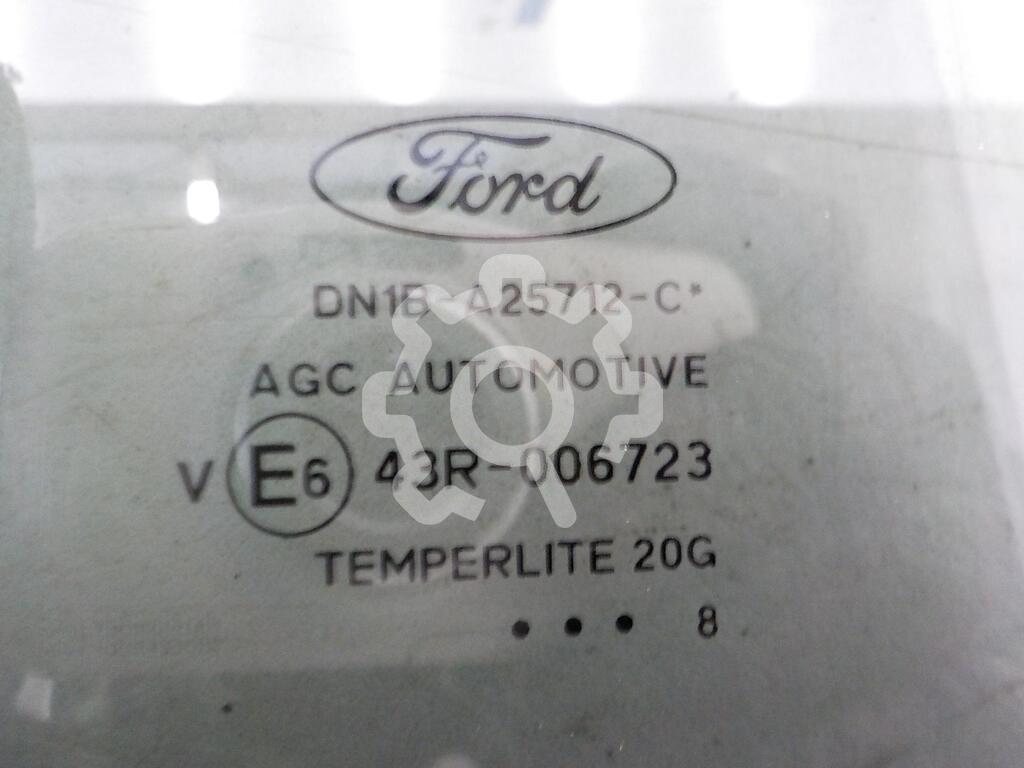 Ford
DN1B-A25712-C*
AGC AUTOMOTIVE
V E6 43R-006723
TEMPERLITE 20G
• • • 8